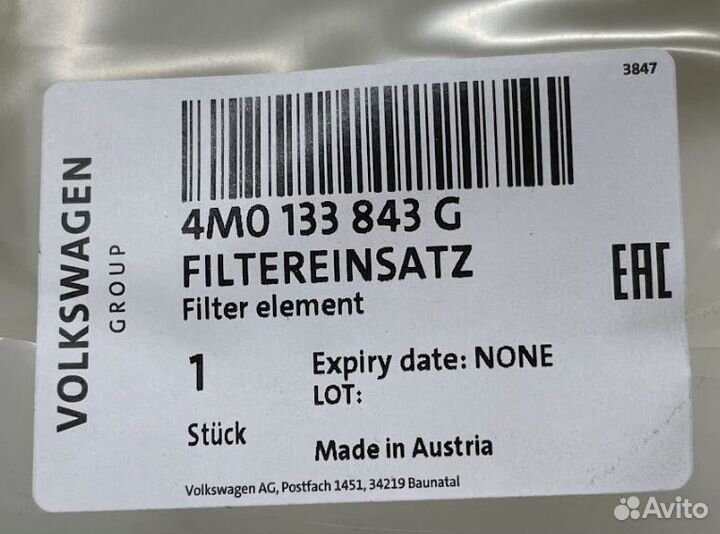 3847
VOLKSWAGEN
GROUP
4M0 133 843 G
FILTEREINSATZ
Filter element
EAC
1 Expiry date: NONE
LOT:
Stück
Made in Austria
Volkswagen AG, Postfach 1451, 34219 Baunatal
Avito